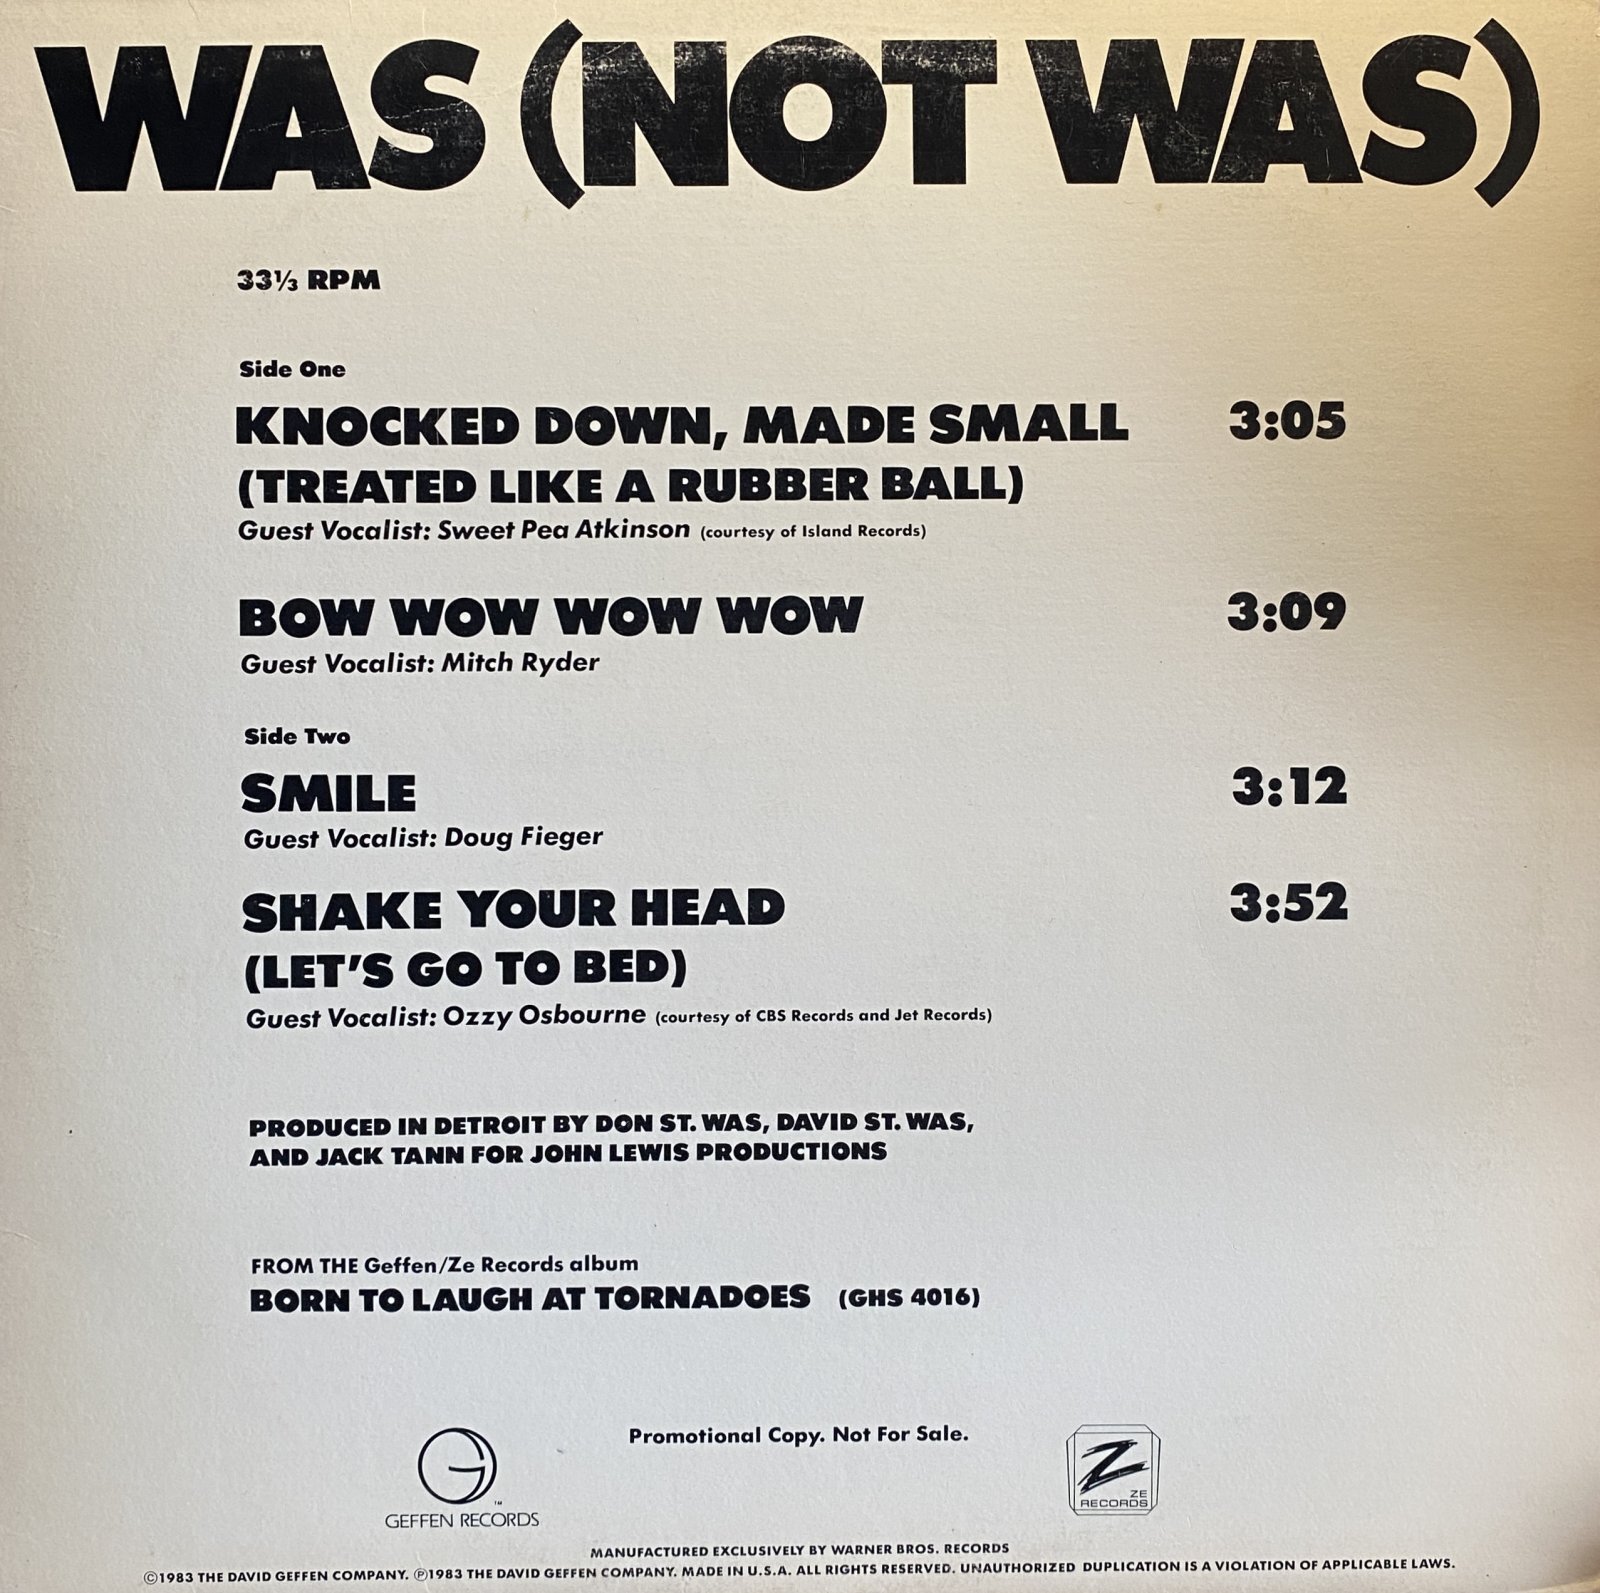 WAS (NOT WAS)
33⅓ RPM
Side One
KNOCKED DOWN, MADE SMALL 3:05
(TREATED LIKE A RUBBER BALL)
Guest Vocalist: Sweet Pea Atkinson (courtesy of Island Records)
BOW WOW WOW WOW 3:09
Guest Vocalist: Mitch Ryder
Side Two
SMILE 3:12
Guest Vocalist: Doug Fieger
SHAKE YOUR HEAD 3:52
(LET'S GO TO BED)
Guest Vocalist: Ozzy Osbourne (courtesy of CBS Records and Jet Records)
PRODUCED IN DETROIT BY DON ST. WAS, DAVID ST. WAS,
AND JACK TANN FOR JOHN LEWIS PRODUCTIONS
FROM THE Geffen/Ze Records album
BORN TO LAUGH AT TORNADOES (GHS 4016)
Promotional Copy. Not For Sale.
G ™
GEFFEN RECORDS
Z
ZE
RECORDS
MANUFACTURED EXCLUSIVELY BY WARNER BROS. RECORDS
©1983 THE DAVID GEFFEN COMPANY. ℗1983 THE DAVID GEFFEN COMPANY. MADE IN U.S.A. ALL RIGHTS RESERVED. UNAUTHORIZED DUPLICATION IS A VIOLATION OF APPLICABLE LAWS.